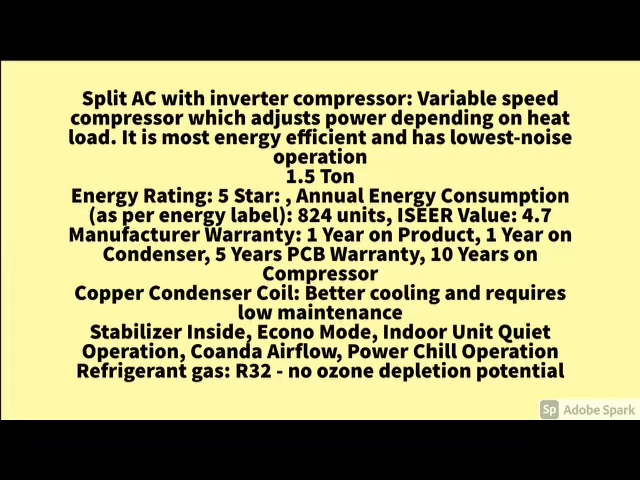 Split AC with inverter compressor: Variable speed
compressor which adjusts power depending on heat
load. It is most energy efficient and has lowest-noise
operation
1.5 Ton
Energy Rating: 5 Star: , Annual Energy Consumption
(as per energy label): 824 units, ISEER Value: 4.7
Manufacturer Warranty: 1 Year on Product, 1 Year on
Condenser, 5 Years PCB Warranty, 10 Years on
Compressor
Copper Condenser Coil: Better cooling and requires
low maintenance
Stabilizer Inside, Econo Mode, Indoor Unit Quiet
Operation, Coanda Airflow, Power Chill Operation
Refrigerant gas: R32 - no ozone depletion potential
Sp Adobe Spark